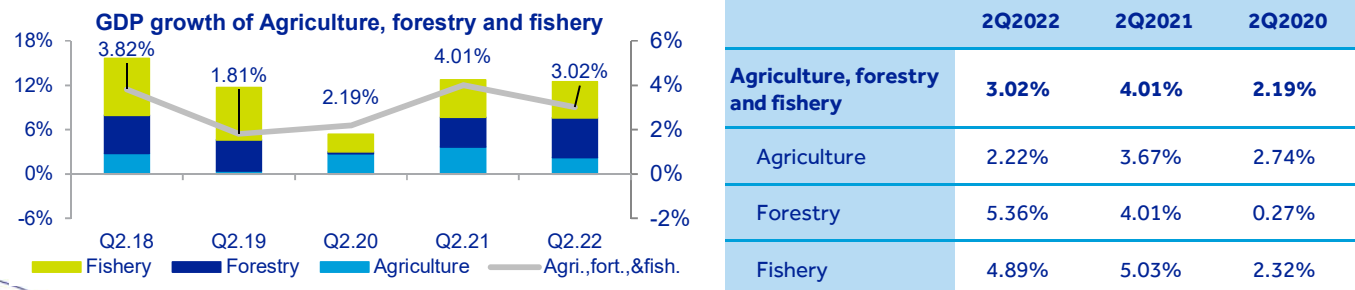 GDP growth of Agriculture, forestry and fishery
18%
12%
6%
0%
-6%
3.82%
1.81%
2.19%
4.01%
3.02%
6%
4%
2%
0%
-2%
Q2.18 Q2.19 Q2.20 Q2.21 Q2.22
Fishery Forestry Agriculture Agri.,fort.,&fish.
2Q2022 2Q2021 2Q2020
Agriculture, forestry
and fishery 3.02% 4.01% 2.19%
Agriculture 2.22% 3.67% 2.74%
Forestry 5.36% 4.01% 0.27%
Fishery 4.89% 5.03% 2.32%